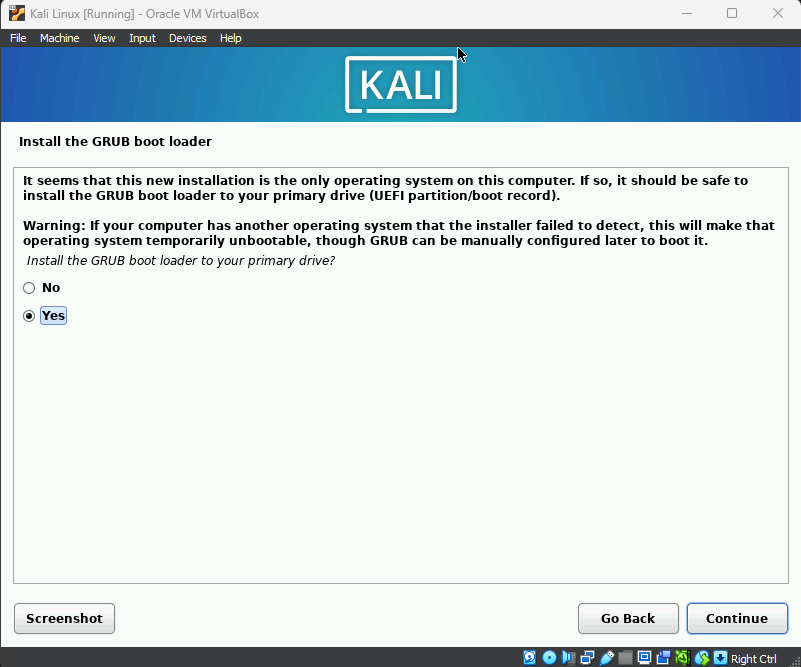 Kali Linux [Running] - Oracle VM VirtualBox
File Machine View Input Devices Help
KALI
Install the GRUB boot loader
It seems that this new installation is the only operating system on this computer. If so, it should be safe to
install the GRUB boot loader to your primary drive (UEFI partition/boot record).
Warning: If your computer has another operating system that the installer failed to detect, this will make that
operating system temporarily unbootable, though GRUB can be manually configured later to boot it.
Install the GRUB boot loader to your primary drive?
No
Yes
Screenshot Go Back Continue
Right Ctrl